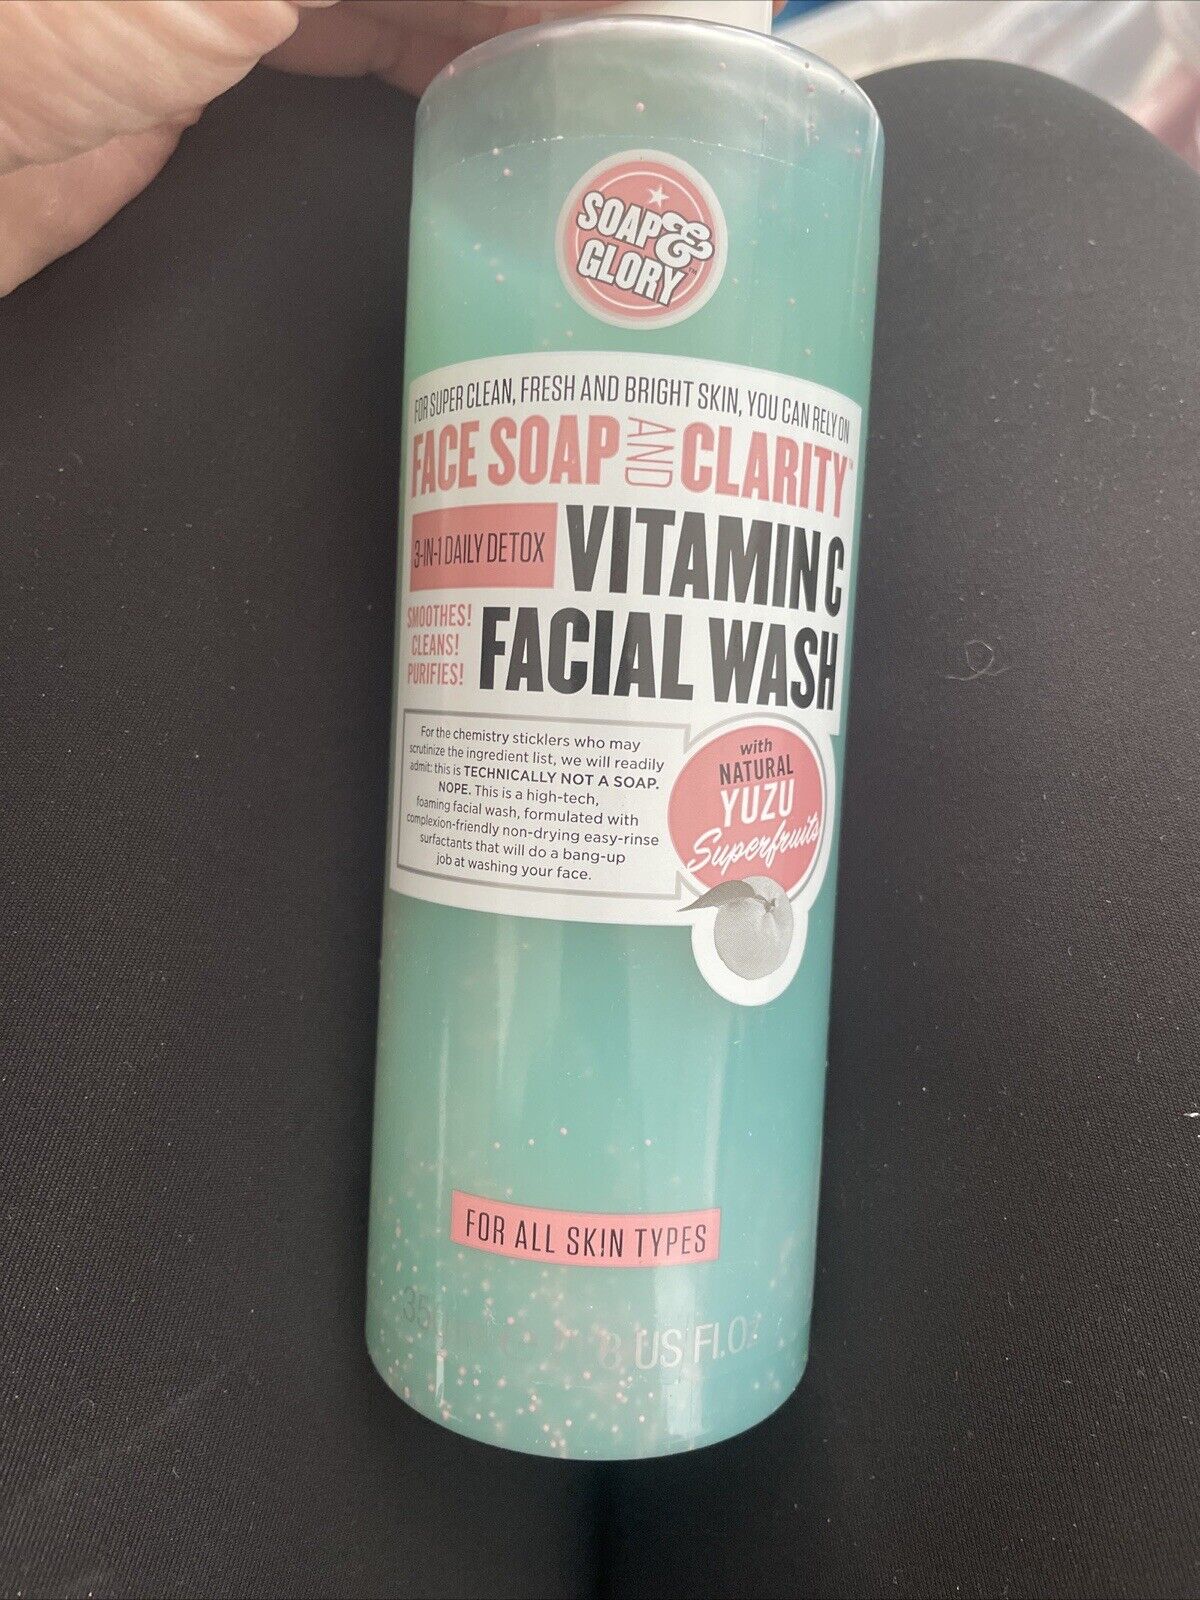 SOAP &
GLORY™
FOR SUPER CLEAN, FRESH AND BRIGHT SKIN, YOU CAN RELY ON
FACE SOAP AND CLARITY™
3-IN-1 DAILY DETOX
VITAMIN C
FACIAL WASH
SMOOTHES!
CLEANS!
PURIFIES!
For the chemistry sticklers who may
scrutinize the ingredient list, we will readily
admit: this is TECHNICALLY NOT A SOAP.
NOPE. This is a high-tech,
foaming facial wash, formulated with
complexion-friendly non-drying easy-rinse
surfactants that will do a bang-up
job at washing your face.
with
NATURAL
YUZU
Superfruits
FOR ALL SKIN TYPES
US Fl.Oz